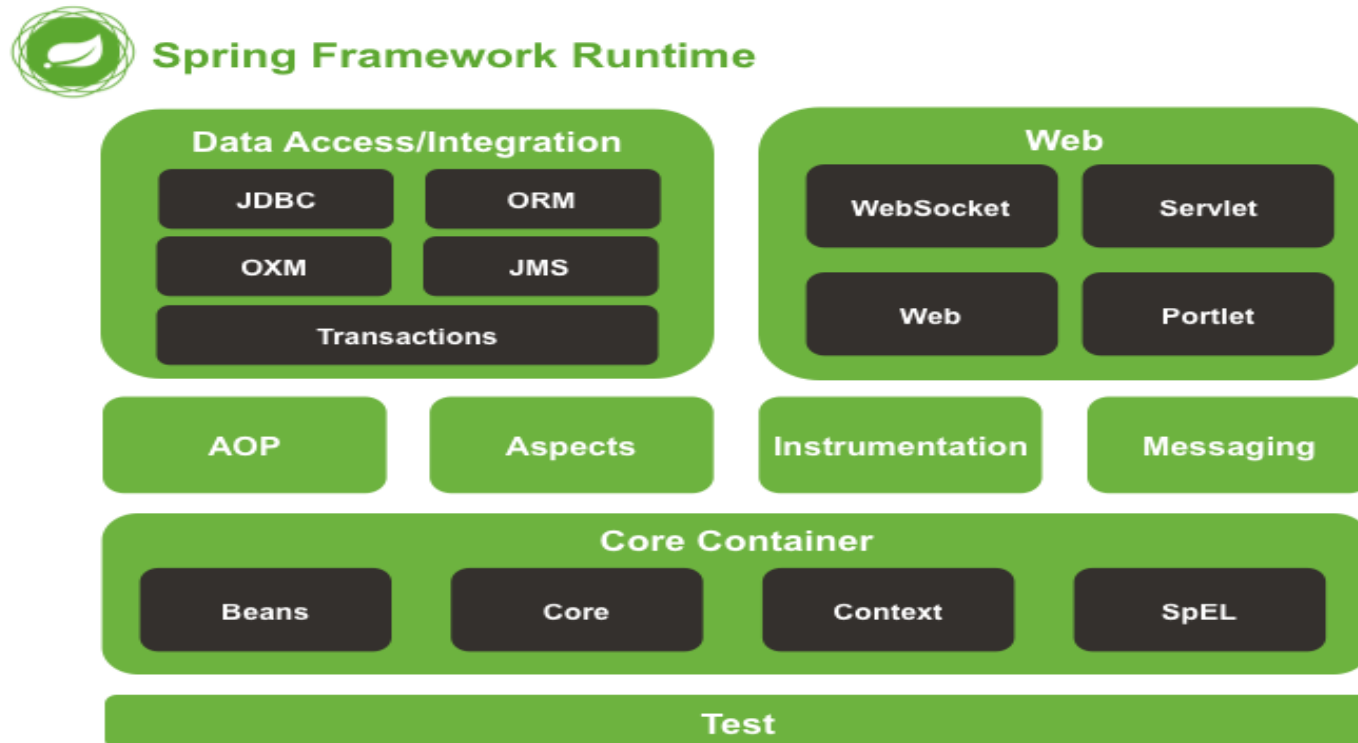 Spring Framework Runtime
Data Access/Integration
JDBC ORM
OXM JMS
Transactions
Web
WebSocket Servlet
Web Portlet
AOP Aspects Instrumentation Messaging
Core Container
Beans Core Context SpEL
Test